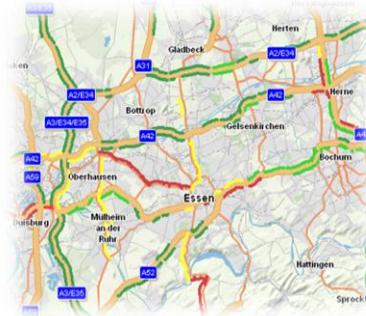 A31
Gladbeck
Herten
A2/E34
A31
A2/E34
A42
Herne
Bottrop
A3/E34/E35
A42
Gelsenkirchen
A42
Bochum
A59
Oberhausen
Essen
Mülheim
an der
Ruhr
Hattingen
A52
A3/E35